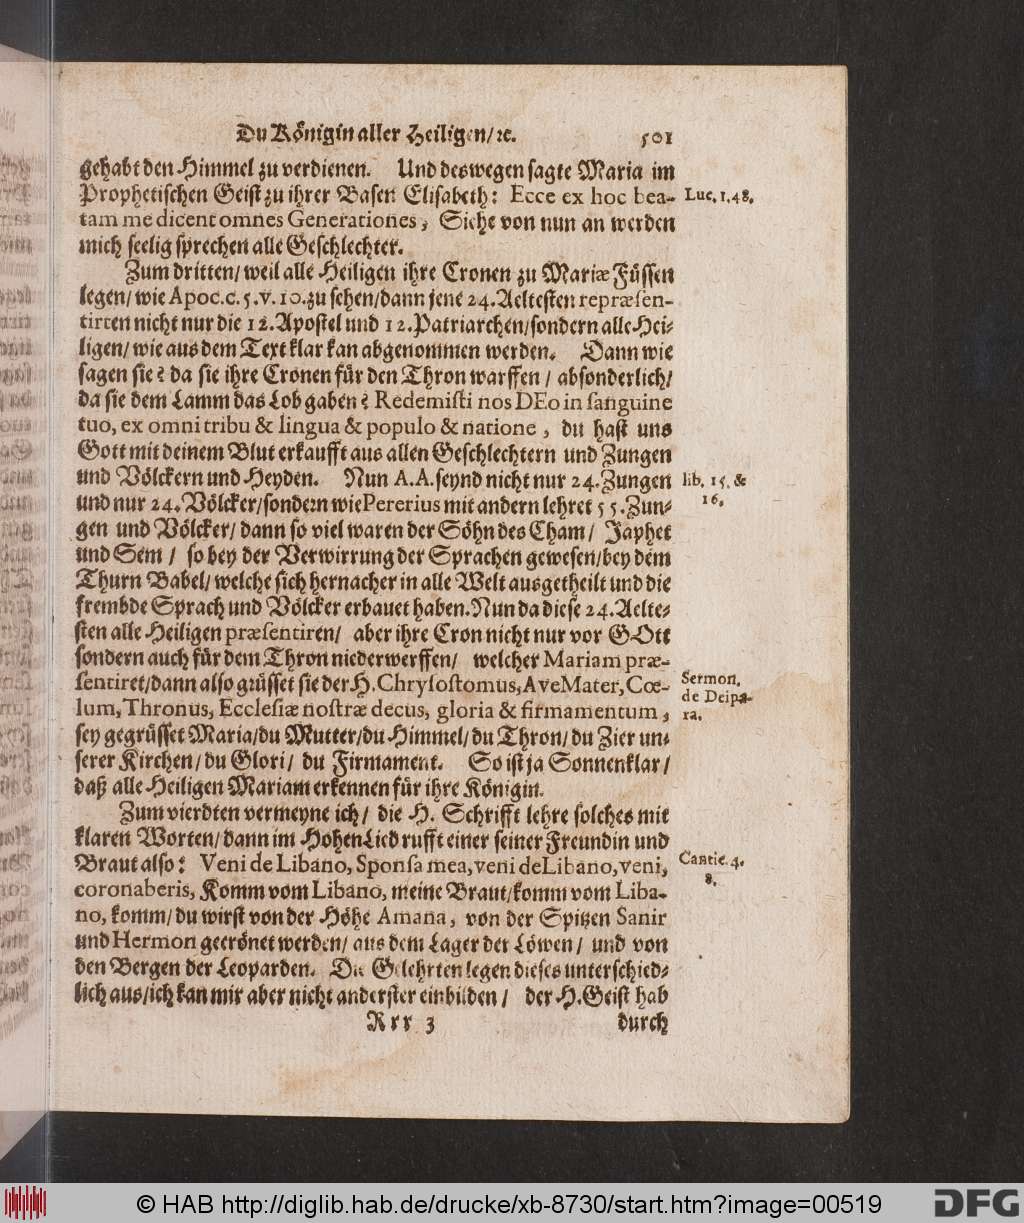 Du Königin aller Heiligen/ ꝛc. 501
gehabt den Himmel zu verdienen. Und deswegen sagte Maria im
Prophetischen Geist zu ihrer Basen Elisabeth: Ecce ex hoc bea-
Luc. 1.48.
tam me dicent omnes Generationes, Siehe von nun an werden
mich seelig sprechen alle Geschlechter.
Zum dritten/ weil alle Heiligen ihre Cronen zu Mariæ Füssen
legen/ wie Apoc. c. 5. v. 10. zu sehen/ dann jene 24. Aeltesten repræsen-
tirten nicht nur die 12. Apostel und 12. Patriarchen/ sondern alle Hei-
ligen/ wie aus dem Text klar kan abgenommen werden. Dann wie
sagen sie? da sie ihre Cronen für den Thron warffen / absonderlich/
da sie dem Lamm das Lob gaben? Redemisti nos DEo in sanguine
tuo, ex omni tribu & lingua & populo & natione, du hast uns
Gott mit deinem Blut erkaufft aus allen Geschlechtern und Zungen
und Völckern und Heyden. Nun A.A. seynd nicht nur 24. Zungen
lib. 15. &
16.
und nur 24. Völcker/ sondern wie Pererius mit andern lehret 55. Zun-
gen und Völcker/ dann so viel waren der Söhn des Cham/ Japhet
und Sem / so bey der Verwirrung der Sprachen gewesen/ bey dem
Thurn Babel/ welche sich hernacher in alle Welt ausgetheilt und die
frembde Sprach und Völcker erbauet haben. Nun da diese 24. Aelte-
sten alle Heiligen præsentiren/ aber ihre Cron nicht nur vor GOtt
sondern auch für dem Thron niederwerffen/ welcher Mariam præ-
sentiret/ dann also grüsset sie der H. Chrysostomus, Ave Mater, Cœ-
Sermon.
de Deipa-
ra.
lum, Thronus, Ecclesiæ nostræ decus, gloria & firmamentum,
sey gegrüsset Maria/ du Mutter/ du Himmel/ du Thron/ du Zier un-
serer Kirchen/ du Glori/ du Firmament. So ist ja Sonnenklar/
daß alle Heiligen Mariam erkennen für ihre Königin.
Zum vierdten vermeyne ich/ die H. Schrifft lehre solches mit
klaren Worten/ dann im HohenLied rufft einer seiner Freundin und
Braut also: Veni de Libano, Sponsa mea, veni de Libano, veni,
Cantic. 4.
8.
coronaberis, Komm vom Libano, meine Braut/ komm vom Liba-
no, komm/ du wirst von der Höhe Amana, von der Spitzen Sanir
und Hermon gecrönet werden/ aus dem Lager der Löwen / und von
den Bergen der Leoparden. Die Gelehrten legen dieses unterschied-
lich aus/ ich kan mir aber nicht anderster einbilden / der H. Geist hab
Rrr 3 durch
© HAB http://diglib.hab.de/drucke/xb-8730/start.htm?image=00519
DFG